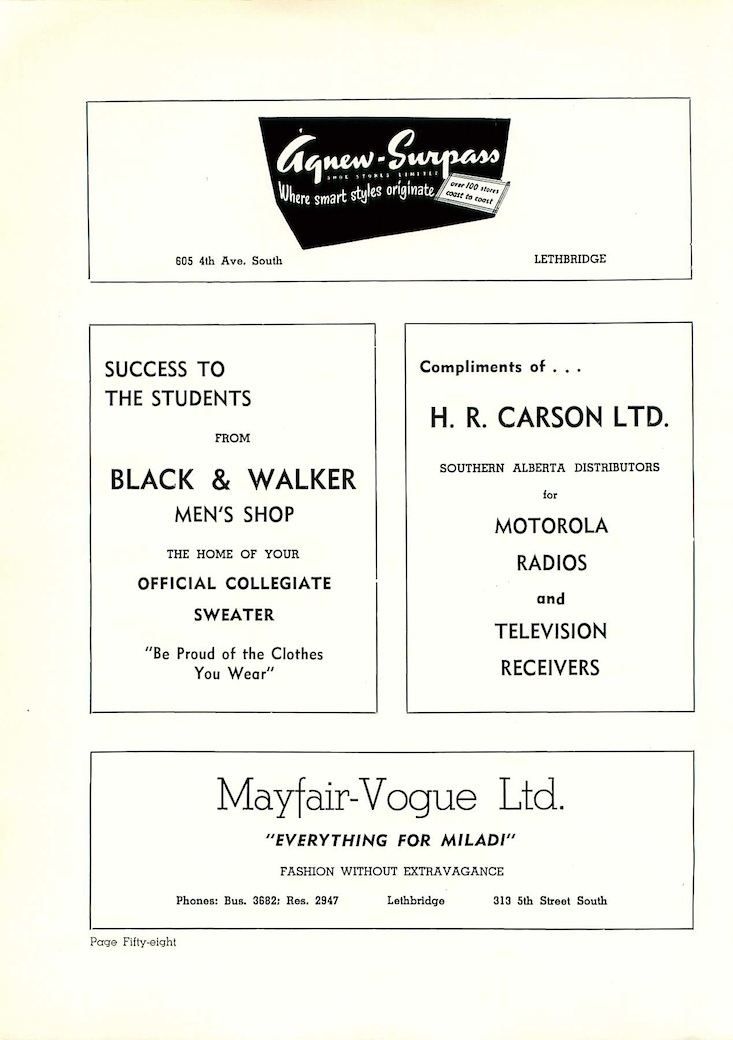 Agnew-Surpass
SHOE STORES LIMITED
Where smart styles originate
over 100 stores
coast to coast
605 4th Ave. South LETHBRIDGE
SUCCESS TO
THE STUDENTS
FROM
BLACK & WALKER
MEN'S SHOP
THE HOME OF YOUR
OFFICIAL COLLEGIATE
SWEATER
"Be Proud of the Clothes
You Wear"
Compliments of . . .
H. R. CARSON LTD.
SOUTHERN ALBERTA DISTRIBUTORS
for
MOTOROLA
RADIOS
and
TELEVISION
RECEIVERS
Mayfair-Vogue Ltd.
"EVERYTHING FOR MILADI"
FASHION WITHOUT EXTRAVAGANCE
Phones: Bus. 3682; Res. 2947 Lethbridge 313 5th Street South
Page Fifty-eight